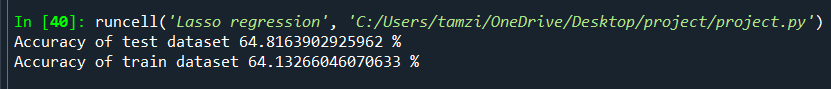 In [40]: runcell('Lasso regression', 'C:/Users/tamzi/OneDrive/Desktop/project/project.py')
Accuracy of test dataset 64.8163902925962 %
Accuracy of train dataset 64.13266046070633 %